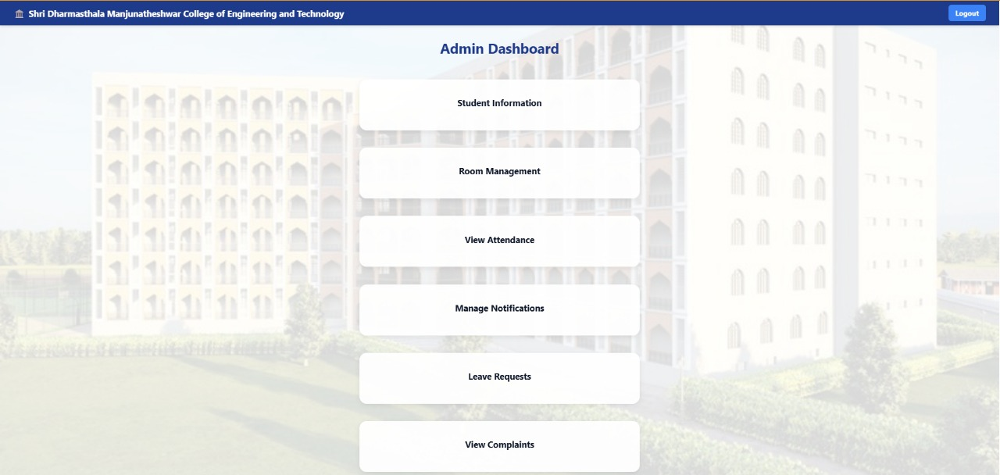 Shri Dharmasthala Manjunatheshwar College of Engineering and Technology
Logout
Admin Dashboard
Student Information
Room Management
View Attendance
Manage Notifications
Leave Requests
View Complaints